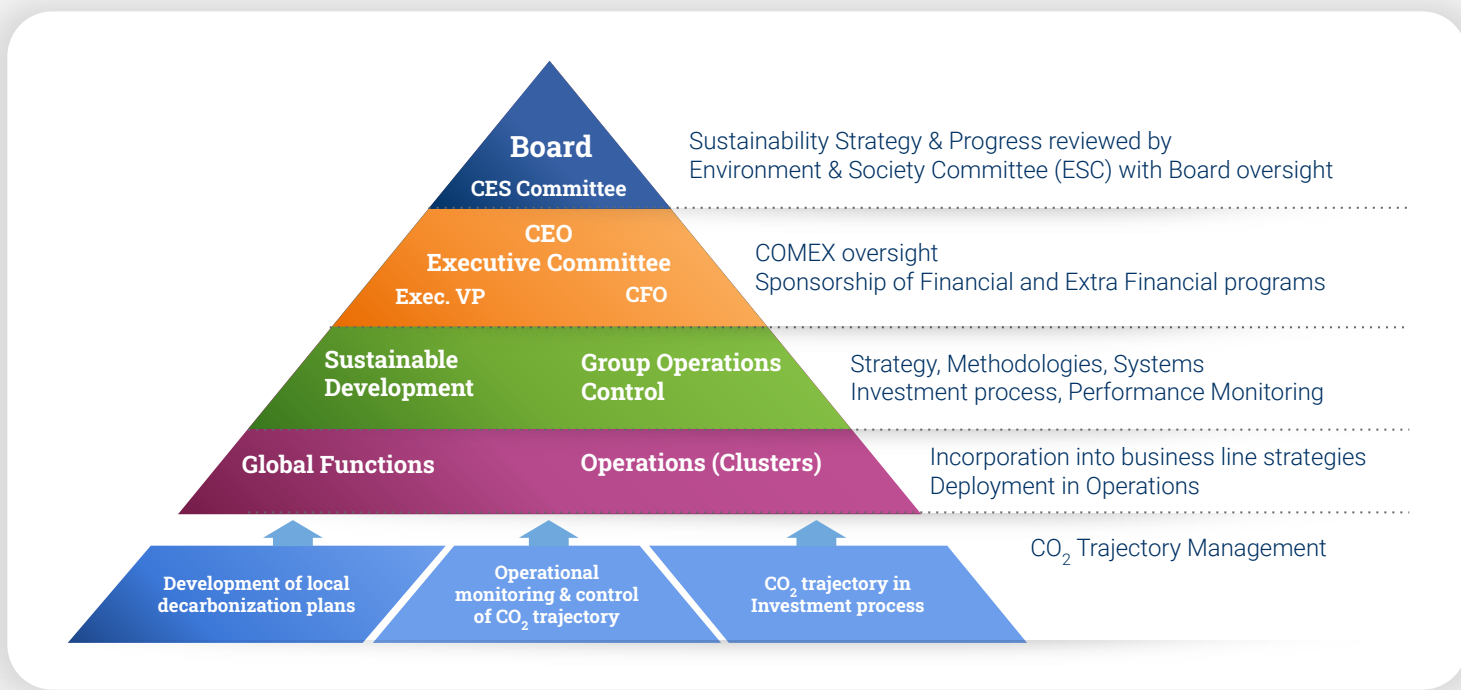 Board
CES Committee
Sustainability Strategy & Progress reviewed by
Environment & Society Committee (ESC) with Board oversight
CEO
Executive Committee
Exec. VP
CFO
COMEX oversight
Sponsorship of Financial and Extra Financial programs
Sustainable
Development
Group Operations
Control
Strategy, Methodologies, Systems
Investment process, Performance Monitoring
Global Functions
Operations (Clusters)
Incorporation into business line strategies
Deployment in Operations
CO₂ Trajectory Management
Development of local
decarbonization plans
Operational
monitoring & control
of CO₂ trajectory
CO₂ trajectory in
Investment process